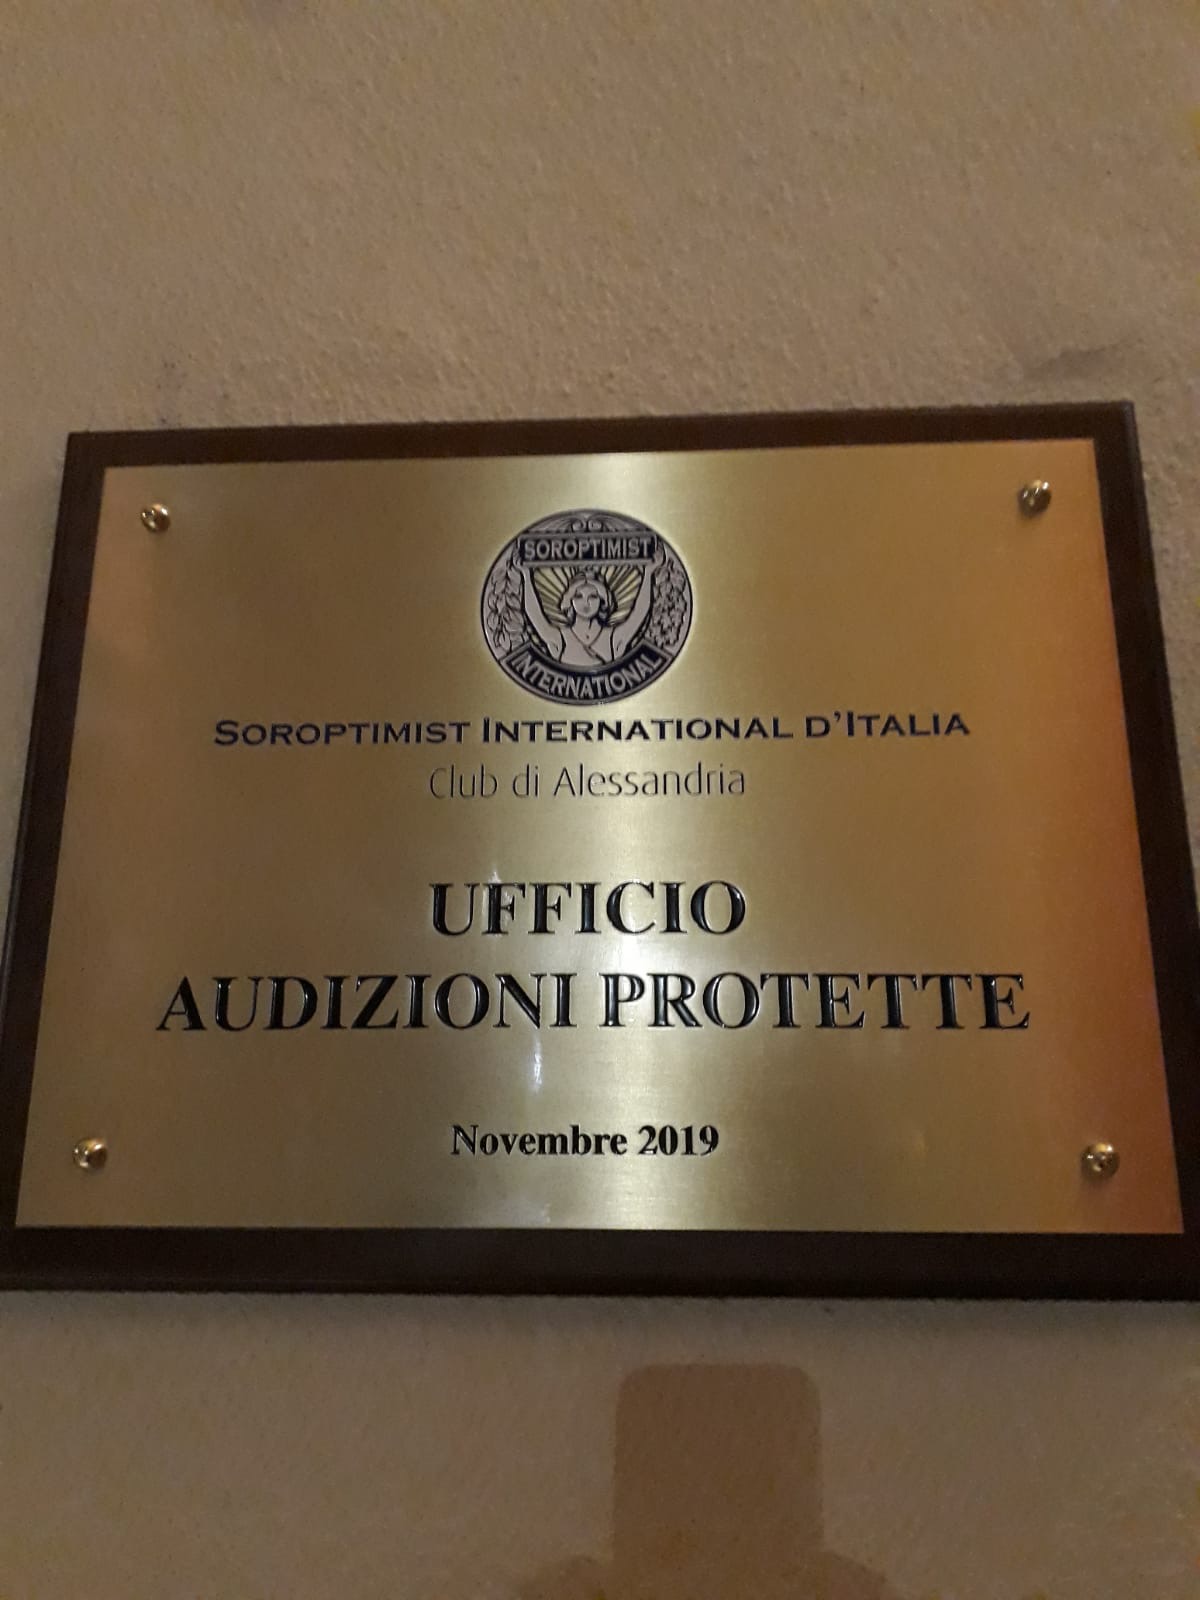 SOROPTIMIST
INTERNATIONAL
SOROPTIMIST INTERNATIONAL D'ITALIA
Club di Alessandria
UFFICIO
AUDIZIONI PROTETTE
Novembre 2019